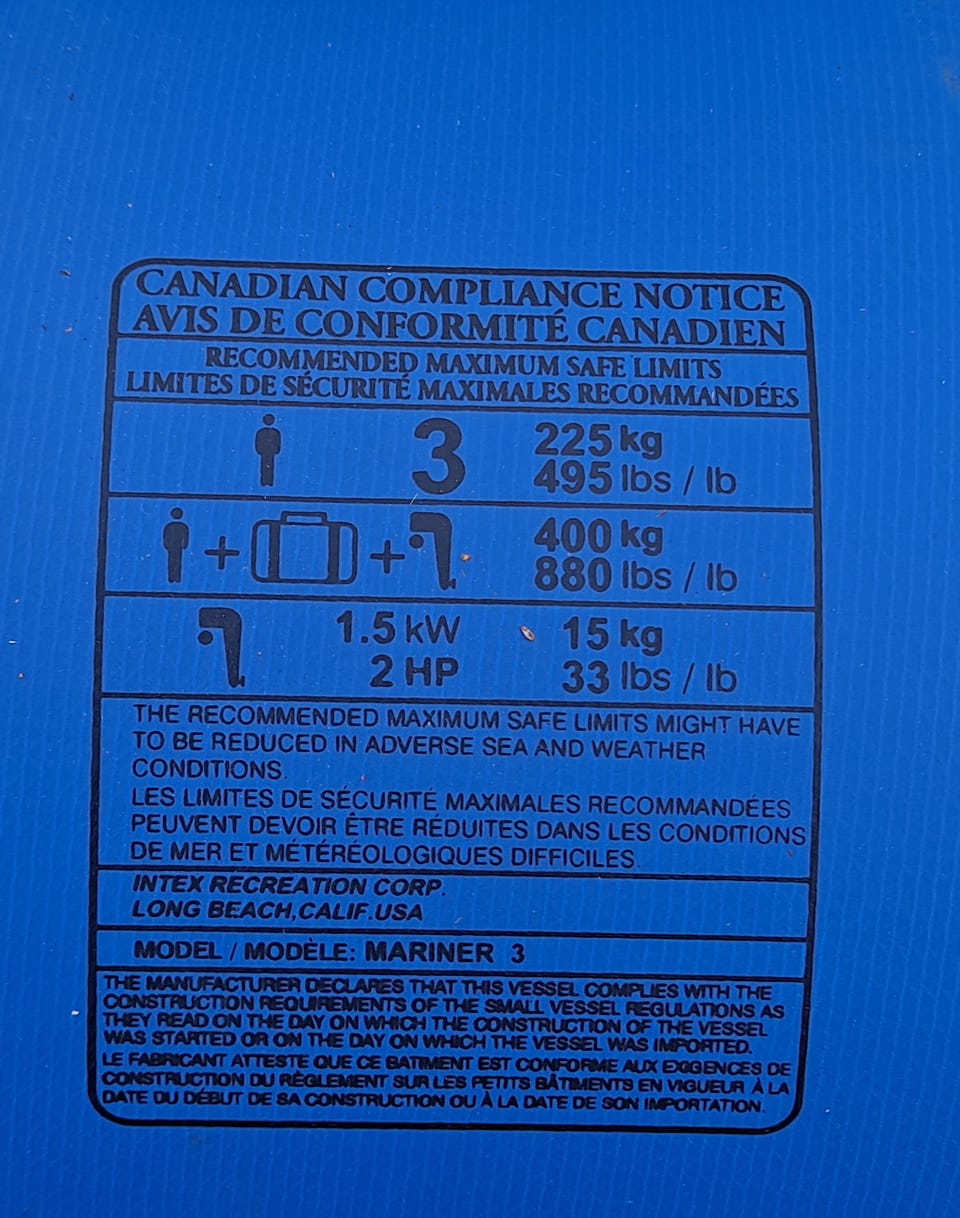 CANADIAN COMPLIANCE NOTICE
AVIS DE CONFORMITÉ CANADIEN
RECOMMENDED MAXIMUM SAFE LIMITS
LIMITES DE SÉCURITÉ MAXIMALES RECOMMANDÉES
3 225 kg
495 lbs / lb
+ + 400 kg
880 lbs / lb
1.5 kW 15 kg
2 HP 33 lbs / lb
THE RECOMMENDED MAXIMUM SAFE LIMITS MIGHT HAVE
TO BE REDUCED IN ADVERSE SEA AND WEATHER
CONDITIONS.
LES LIMITES DE SÉCURITÉ MAXIMALES RECOMMANDÉES
PEUVENT DEVOIR ÊTRE RÉDUITES DANS LES CONDITIONS
DE MER ET MÉTÉRÉOLOGIQUES DIFFICILES.
INTEX RECREATION CORP.
LONG BEACH,CALIF.USA
MODEL / MODÈLE: MARINER 3
THE MANUFACTURER DECLARES THAT THIS VESSEL COMPLIES WITH THE
CONSTRUCTION REQUIREMENTS OF THE SMALL VESSEL REGULATIONS AS
THEY READ ON THE DAY ON WHICH THE CONSTRUCTION OF THE VESSEL
WAS STARTED OR ON THE DAY ON WHICH THE VESSEL WAS IMPORTED.
LE FABRICANT ATTESTE QUE CE BATIMENT EST CONFORME AUX EXIGENCES DE
CONSTRUCTION DU RÈGLEMENT SUR LES PETITS BÂTIMENTS EN VIGUEUR À LA
DATE DU DÉBUT DE SA CONSTRUCTION OU À LA DATE DE SON IMPORTATION.